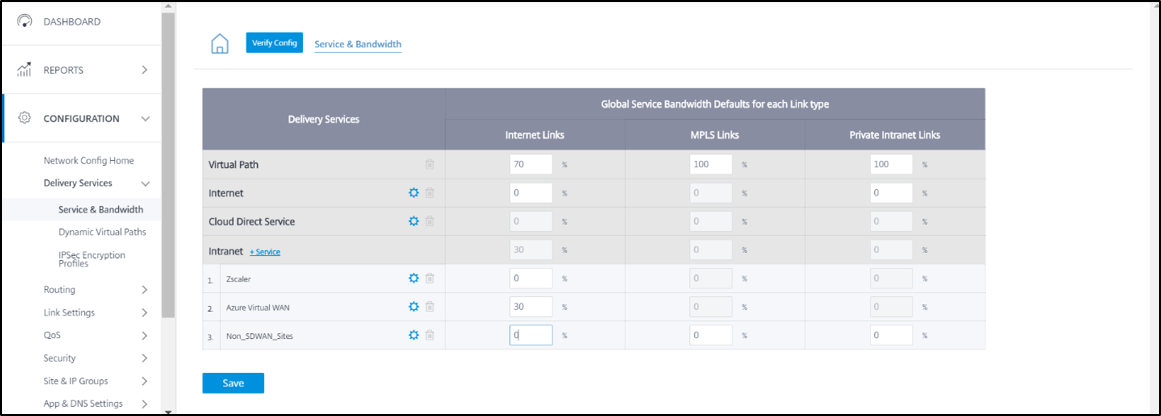 DASHBOARD
REPORTS
CONFIGURATION
Network Config Home
Delivery Services
Service & Bandwidth
Dynamic Virtual Paths
IPSec Encryption
Profiles
Routing
Link Settings
QoS
Security
Site & IP Groups
App & DNS Settings
Verify Config Service & Bandwidth
Delivery Services Global Service Bandwidth Defaults for each Link type
Internet Links MPLS Links Private Intranet Links
Virtual Path 70 % 100 % 100 %
Internet 0 % 0 % 0 %
Cloud Direct Service 0 % 0 % 0 %
Intranet + Service 30 % 0 % 0 %
1. Zscaler 0 % 0 % 0 %
2. Azure Virtual WAN 30 % 0 % 0 %
3. Non_SDWAN_Sites 0 % 0 % 0 %
Save